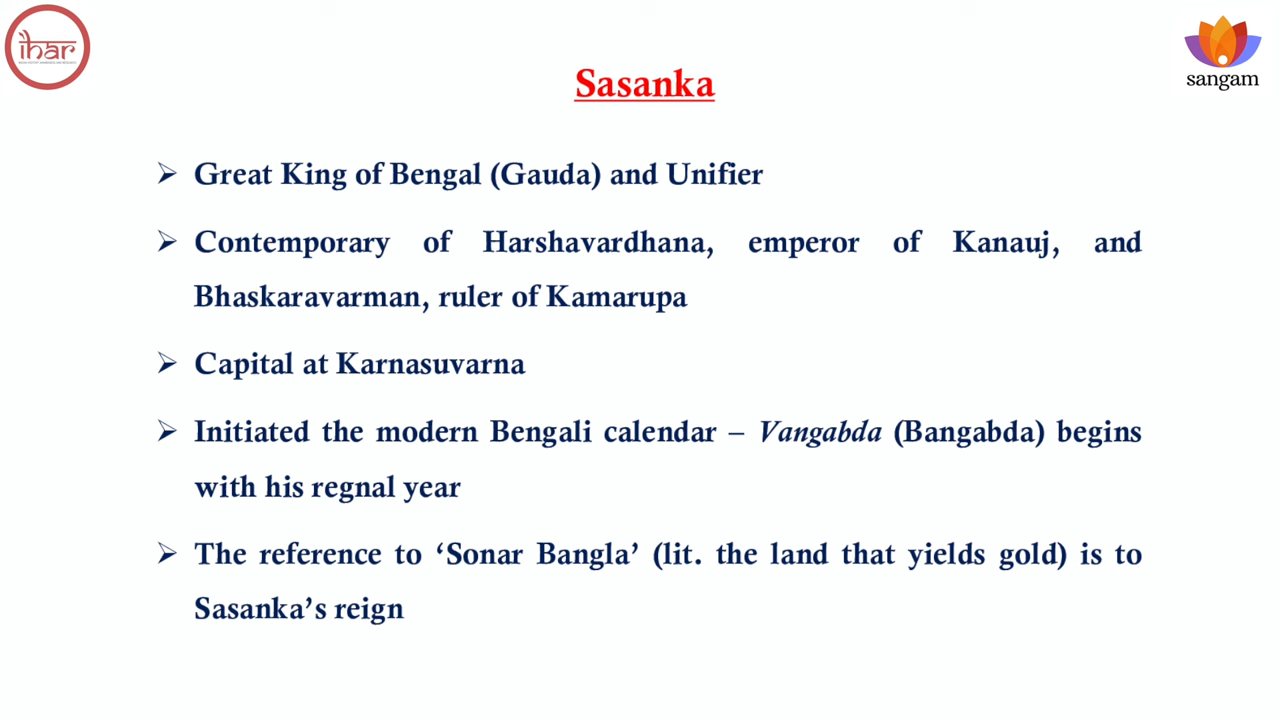 ihar
sangam
Sasanka
➢ Great King of Bengal (Gauda) and Unifier
➢ Contemporary of Harshavardhana, emperor of Kanauj, and
Bhaskaravarman, ruler of Kamarupa
➢ Capital at Karnasuvarna
➢ Initiated the modern Bengali calendar – Vangabda (Bangabda) begins
with his regnal year
➢ The reference to ‘Sonar Bangla’ (lit. the land that yields gold) is to
Sasanka’s reign